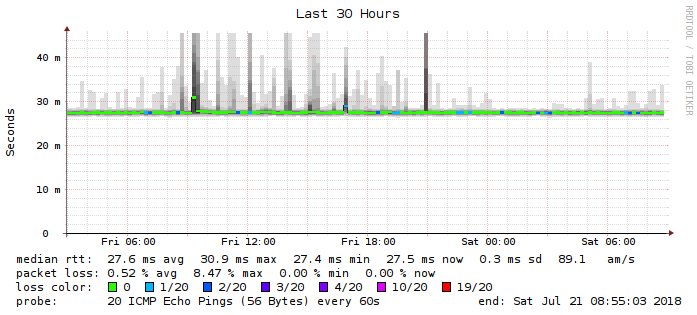 Last 30 Hours
RRDTOOL / TOBI OETIKER
Seconds
40 m
30 m
20 m
10 m
0
Fri 06:00 Fri 12:00 Fri 18:00 Sat 00:00 Sat 06:00
median rtt: 27.6 ms avg 30.9 ms max 27.4 ms min 27.5 ms now 0.3 ms sd 89.1 am/s
packet loss: 0.52 % avg 8.47 % max 0.00 % min 0.00 % now
loss color: 0 1/20 2/20 3/20 4/20 10/20 19/20
probe: 20 ICMP Echo Pings (56 Bytes) every 60s end: Sat Jul 21 08:55:03 2018